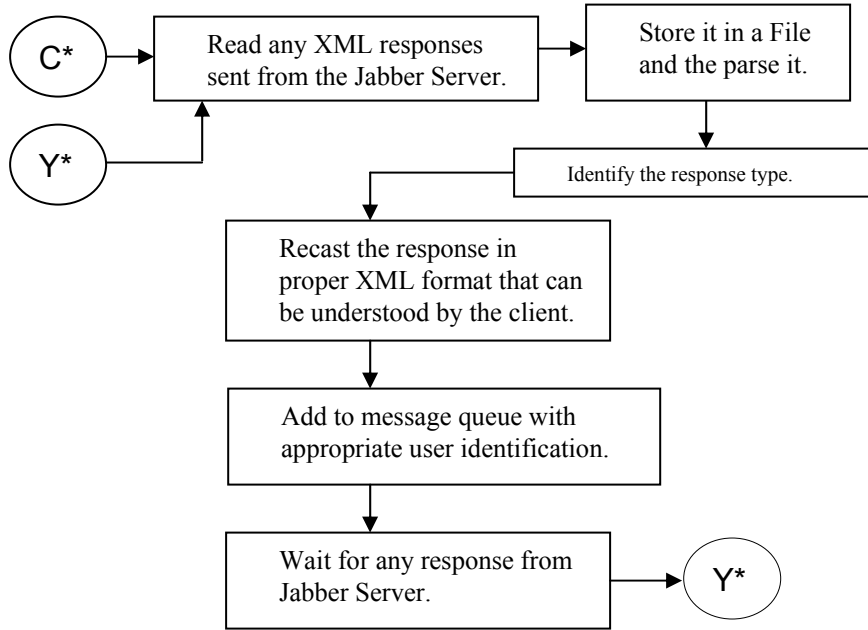 C*
Read any XML responses
sent from the Jabber Server.
Store it in a File
and the parse it.
Y*
Identify the response type.
Recast the response in
proper XML format that can
be understood by the client.
Add to message queue with
appropriate user identification.
Wait for any response from
Jabber Server.
Y*